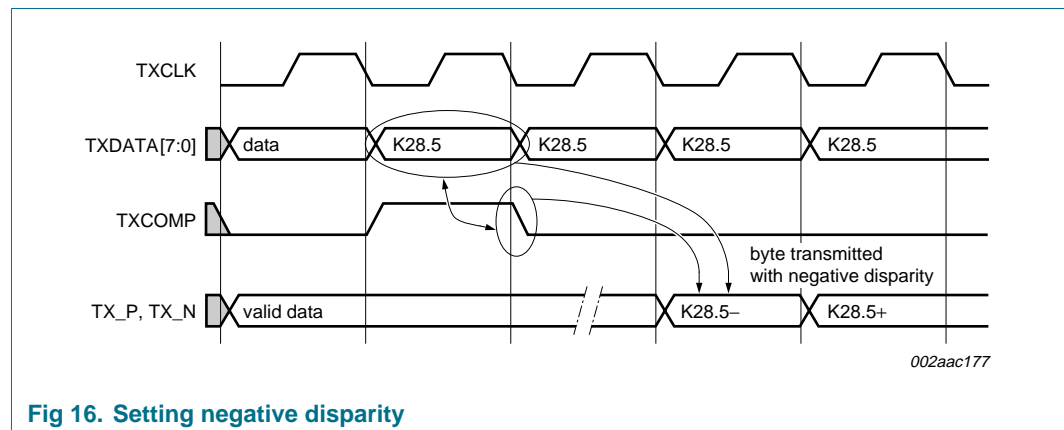 TXCLK
TXDATA[7:0] data K28.5 K28.5 K28.5 K28.5
TXCOMP
byte transmitted
with negative disparity
TX_P, TX_N valid data K28.5− K28.5+
002aac177
Fig 16. Setting negative disparity